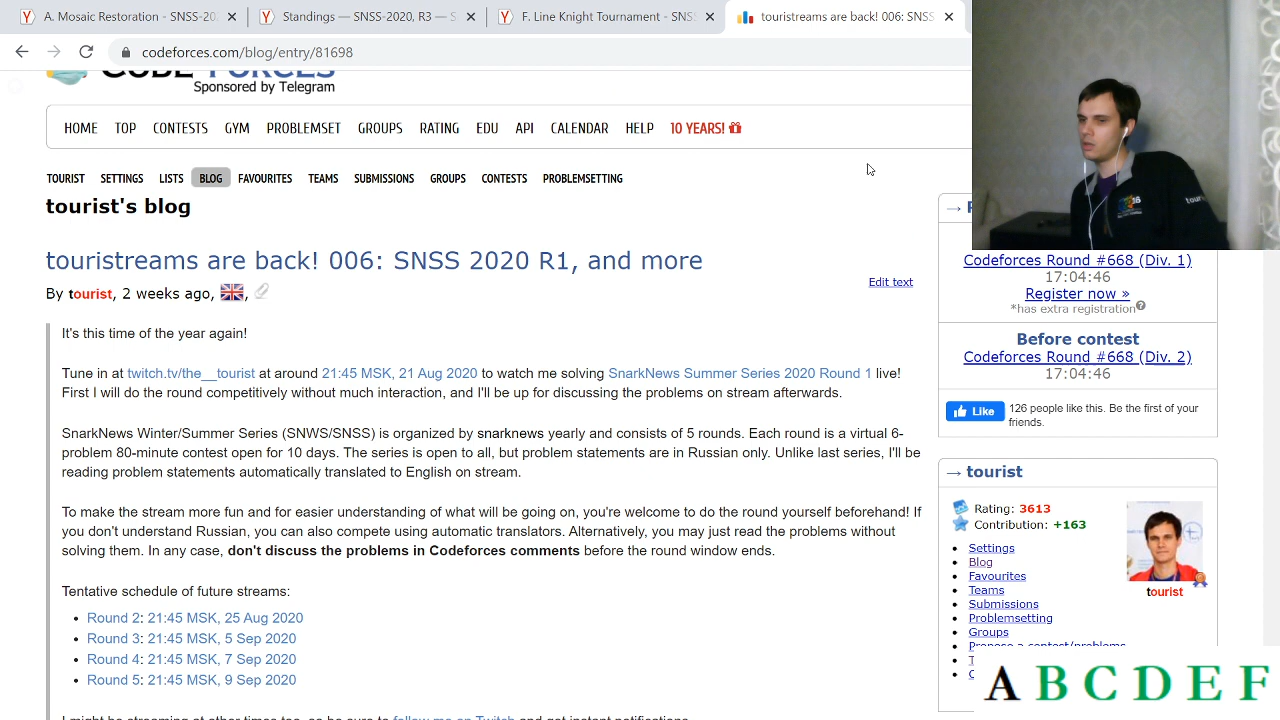 A. Mosaic Restoration - SNSS-20
Standings — SNSS 2020, R3 — S
F. Line Knight Tournament - SNS
touristreams are back! 006: SNSS
codeforces.com/blog/entry/81698
CODEFORCES
Sponsored by Telegram
HOME TOP CONTESTS GYM PROBLEMSET GROUPS RATING EDU API CALENDAR HELP 10 YEARS!
TOURIST SETTINGS LISTS BLOG FAVOURITES TEAMS SUBMISSIONS GROUPS CONTESTS PROBLEMSETTING
tourist's blog
touristreams are back! 006: SNSS 2020 R1, and more
By tourist, 2 weeks ago,
Edit text
It's this time of the year again!
Tune in at twitch.tv/the__tourist around 21:45 MSK, 21 Aug 2020 to watch me solving SnarkNews Summer Series 2020 Round 1 live!
First I will do the round competitively without much interaction, and I'll be up for discussing the problems on stream afterwards.
SnarkNews Winter/Summer Series (SNWS/SNSS) is organized by snarknews yearly and consists of 5 rounds. Each round is a virtual 6-
problem 80-minute contest open for 10 days. The series is open to all, but problem statements are in Russian only. Unlike last series, I'll be
reading problem statements automatically translated to English on stream.
To make the stream more fun and for easier understanding of what will be going on, you're welcome to do the round yourself beforehand! If
you don't understand Russian, you can also compete using Google-translated statements. Alternatively, you may just read the problems without
solving them. In any case, don't discuss the problems in Codeforces comments before the round window ends.
Tentative schedule of future streams:
Round 2: 21:45 MSK, 25 Aug 2020
Round 3: 21:45 MSK, 5 Sep 2020
Round 4: 21:45 MSK, 7 Sep 2020
Round 5: 21:45 MSK, 9 Sep 2020
I might be streaming at other times too, so be sure to follow me on Twitch and get instant notifications.
→
Codeforces Round #668 (Div. 1)
17:04:46
Register now »
*has extra registration
Before contest
Codeforces Round #668 (Div. 2)
17:04:46
Like
126 people like this. Be the first of your
friends.
→ tourist
Rating: 3613
Contribution: +163
Settings
Blog
Favourites
Teams
Submissions
Problemsetting
Groups
Propose a contest/problems
tourist
A B C D E F
tour